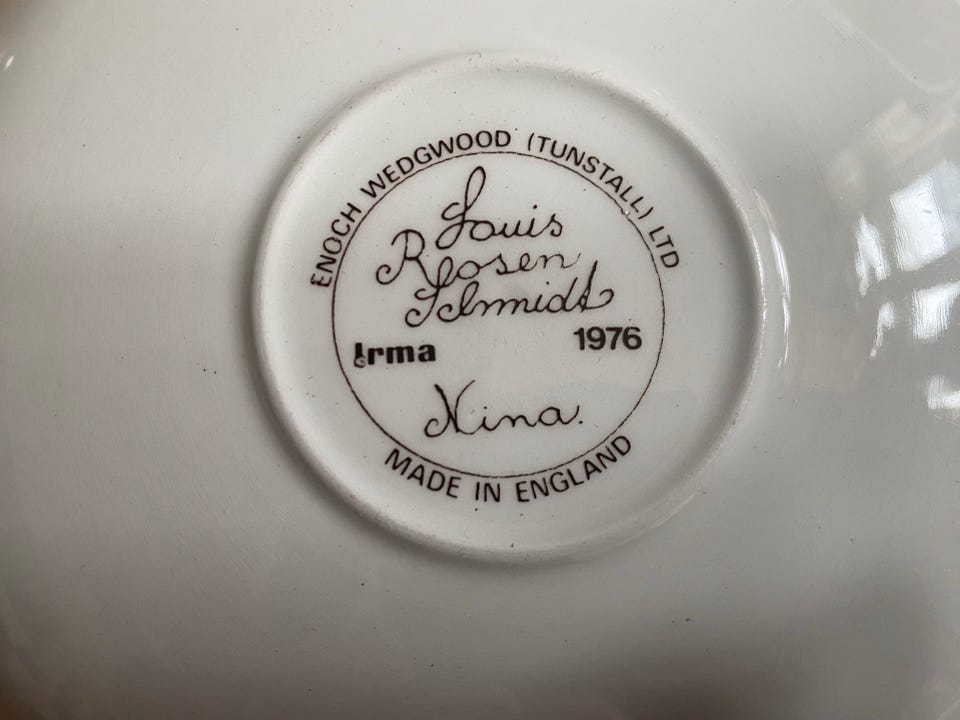 ENOCH WEDGWOOD (TUNSTALL) LTD
Louis
Rosen
Schmidt
Irma 1976
Nina.
MADE IN ENGLAND